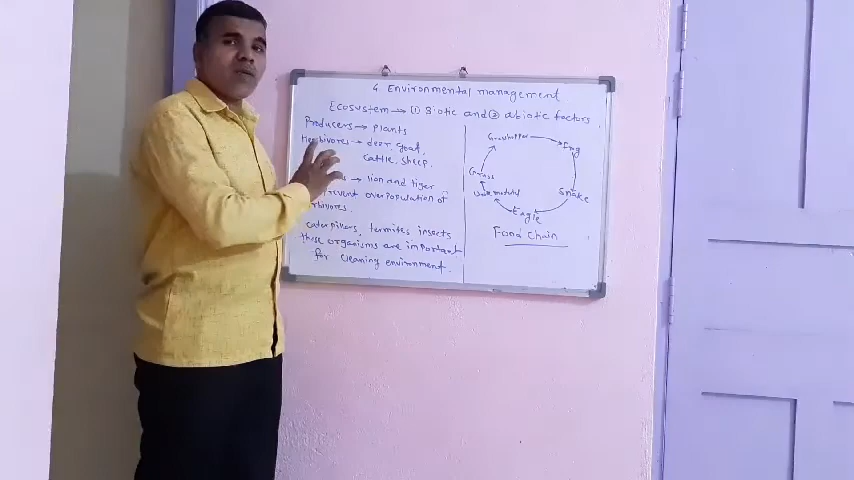 4. Environmental management
Ecosystem → ① Biotic and ② abiotic factors
Producers → plants
Herbivores → deer, goat,
cattle, sheep.
→ lion and tiger
prevent overpopulation of
caterpillars, termites insects
these organisms are important
for cleaning environment.
Grasshopper
Frog
Grass
Snake
Eagle
Food chain